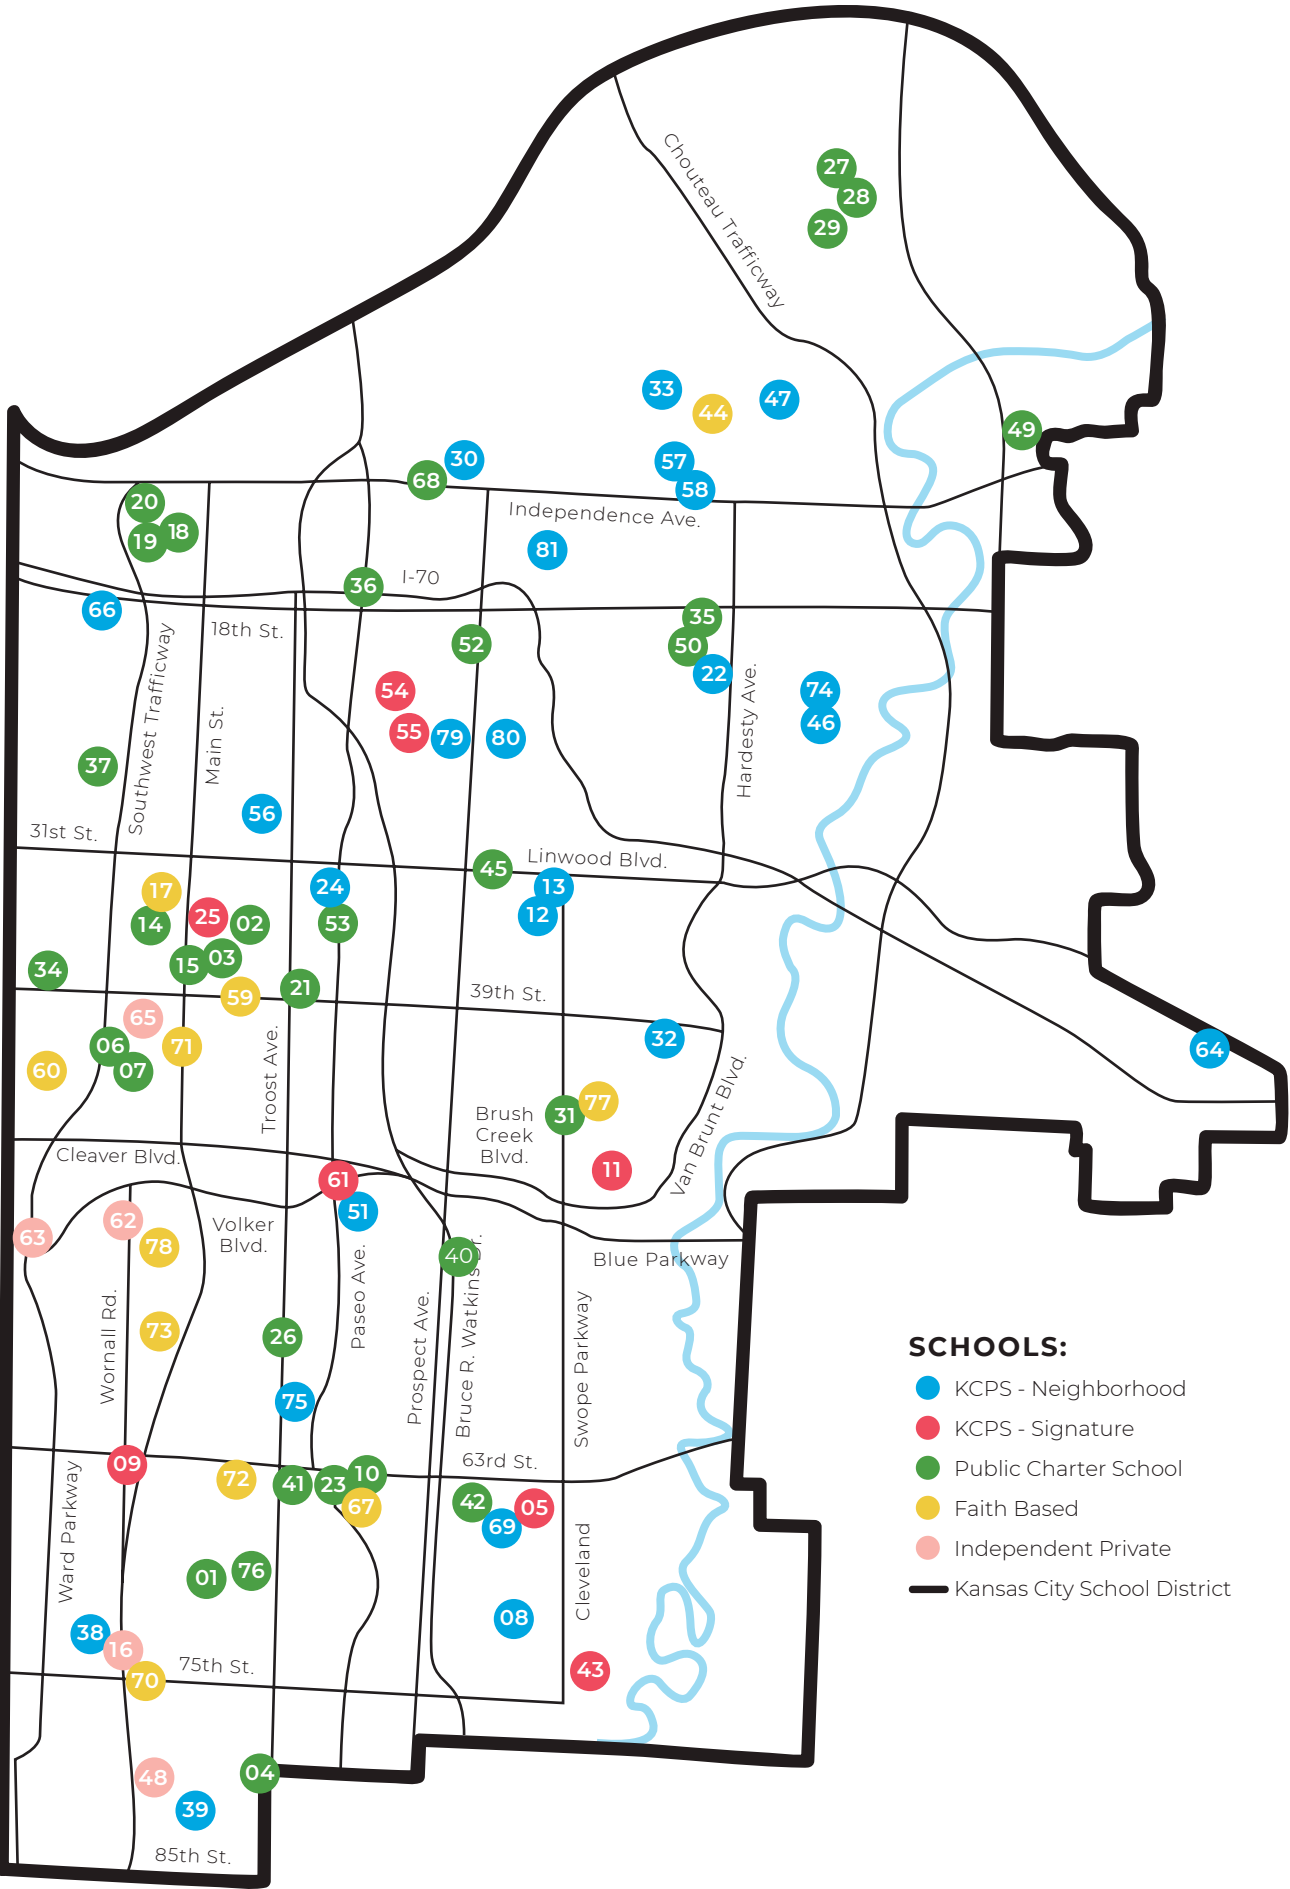 27
28
29
Chouteau Trafficway
33
47
44
49
30
57
68
58
20
Independence Ave.
18
19
81
I-70
36
66
35
18th St.
52
50
22
54
74
Southwest Trafficway
Main St.
Hardesty Ave.
55
79
80
46
37
56
31st St.
Linwood Blvd.
45
17
24
13
25
12
14
02
53
15
03
34
21
59
39th St.
65
32
06
71
64
60
07
Troost Ave.
Van Brunt Blvd.
77
31
Brush
Creek
Blvd.
Cleaver Blvd.
11
61
51
62
63
Volker
Blvd.
78
40
Blue Parkway
Wornall Rd.
Paseo Ave.
Prospect Ave.
Bruce R. Watkins Dr.
Swope Parkway
73
26
75
SCHOOLS:
KCPS - Neighborhood
KCPS - Signature
Public Charter School
Faith Based
Independent Private
Kansas City School District
09
63rd St.
72
41
23
10
67
42
05
69
Ward Parkway
Cleveland
01
76
08
38
16
75th St.
70
43
48
04
39
85th St.